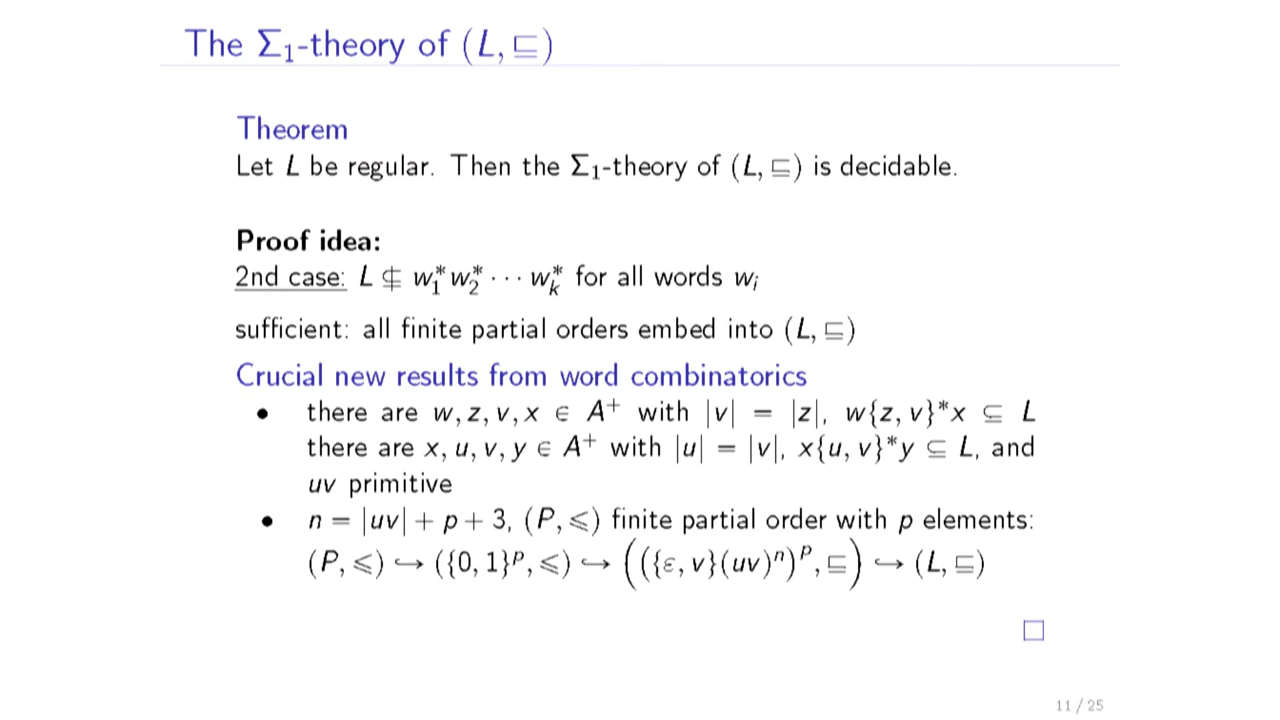 The Σ₁-theory of (L, ⊑)
Theorem
Let L be regular. Then the Σ₁-theory of (L, ⊑) is decidable.
Proof idea:
2nd case: L ⊈ w₁* w₂* ⋯ wₖ* for all words wᵢ
sufficient: all finite partial orders embed into (L, ⊑)
Crucial new results from word combinatorics
• there are w, z, v, x ∈ A⁺ with |v| = |z|, w{z, v}*x ⊆ L
there are x, u, v, y ∈ A⁺ with |u| = |v|, x{u, v}*y ⊆ L, and
uv primitive
• n = |uv| + p + 3, (P, ⩽) finite partial order with p elements:
(P, ⩽) ↪ ({0, 1}ᵖ, ⩽) ↪ (({ε, v}(uv)ⁿ)ᵖ, ⊑) ↪ (L, ⊑)
□
11 / 25